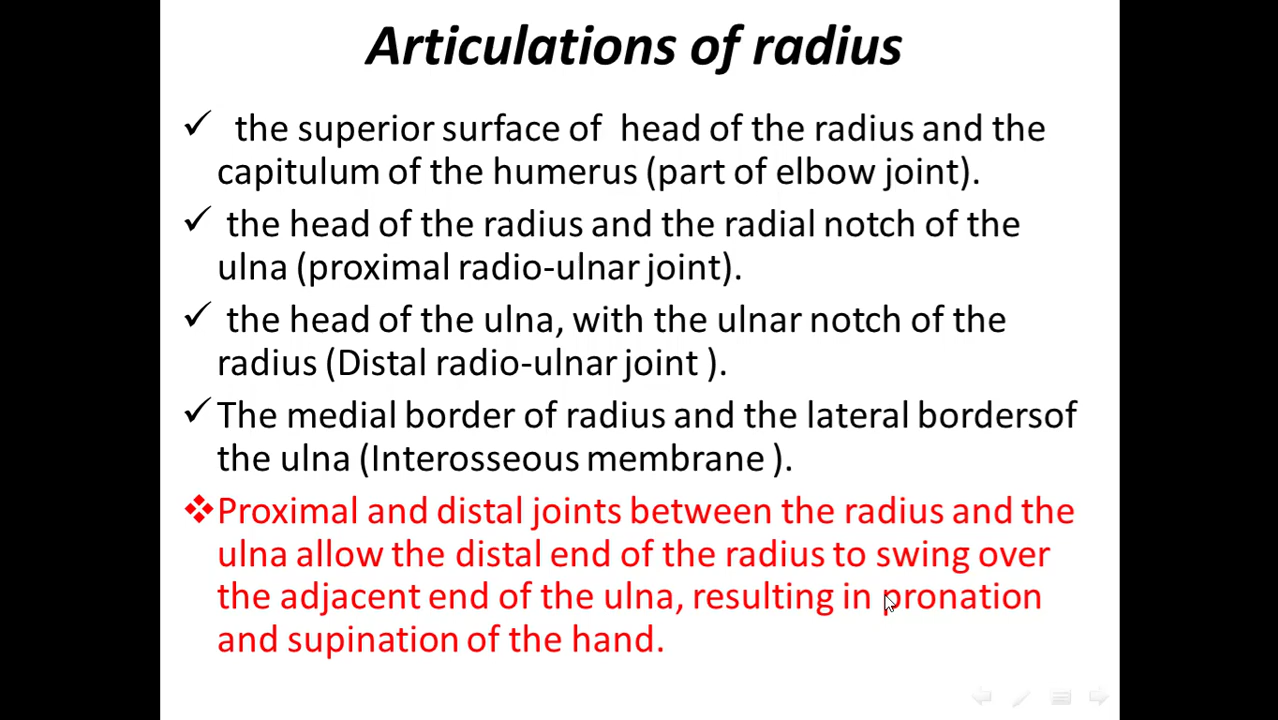 Articulations of radius
✓ the superior surface of head of the radius and the
capitulum of the humerus (part of elbow joint).
✓ the head of the radius and the radial notch of the
ulna (proximal radio-ulnar joint).
✓ the head of the ulna, with the ulnar notch of the
radius (Distal radio-ulnar joint ).
✓ The medial border of radius and the lateral bordersof
the ulna (Interosseous membrane ).
❖ Proximal and distal joints between the radius and the
ulna allow the distal end of the radius to swing over
the adjacent end of the ulna, resulting in pronation
and supination of the hand.